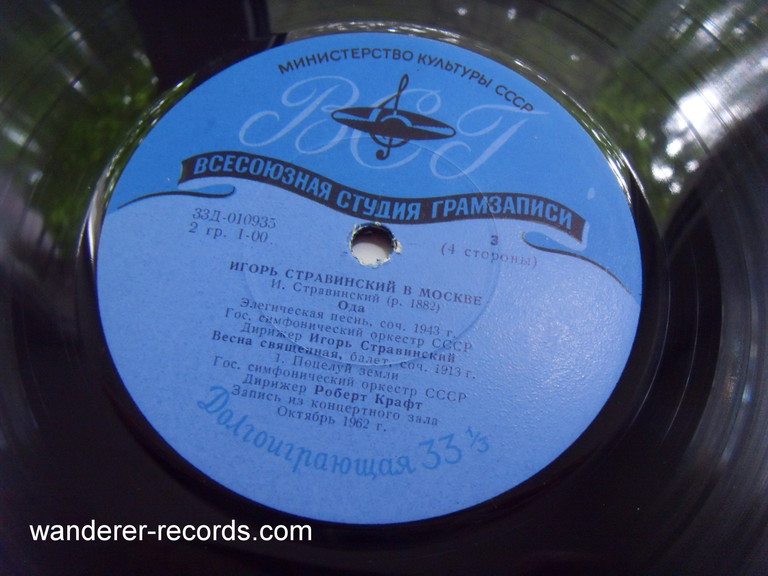 МИНИСТЕРСТВО КУЛЬТУРЫ СССР
ВСГ
ВСЕСОЮЗНАЯ СТУДИЯ ГРАМЗАПИСИ
33Д-010935
2 гр. 1-00
3
(4 стороны)
ИГОРЬ СТРАВИНСКИЙ В МОСКВЕ
И. Стравинский (р. 1882)
Ода
Элегическая песнь, соч. 1943 г.
Гос. симфонический оркестр СССР
Дирижер Игорь Стравинский
Весна священная, балет, соч. 1913 г.
1. Поцелуй земли
Гос. симфонический оркестр СССР
Дирижер Роберт Крафт
Запись из концертного зала
Октябрь 1962 г.
Долгоиграющая 33 1/3
wanderer-records.com